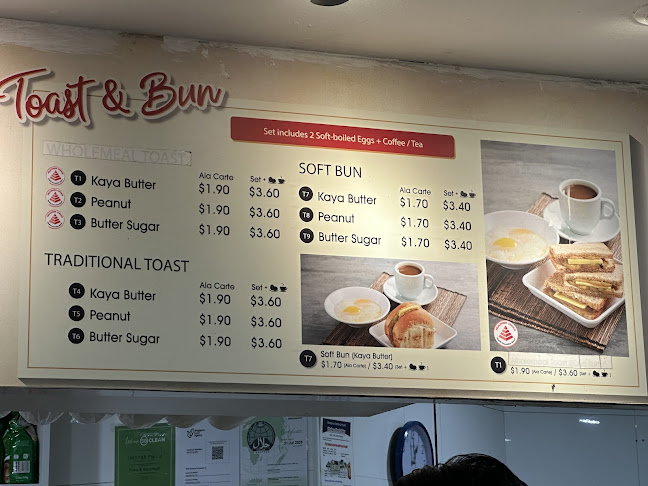 Toast & Bun
Set includes 2 Soft-boiled Eggs + Coffee / Tea
WHOLEMEAL TOAST
Ala Carte Set +
T1 Kaya Butter $1.90 $3.60
T2 Peanut $1.90 $3.60
T3 Butter Sugar $1.90 $3.60
TRADITIONAL TOAST
Ala Carte Set +
T4 Kaya Butter $1.90 $3.60
T5 Peanut $1.90 $3.60
T6 Butter Sugar $1.90 $3.60
SOFT BUN
Ala Carte Set +
T7 Kaya Butter $1.70 $3.40
T8 Peanut $1.70 $3.40
T9 Butter Sugar $1.70 $3.40
T7 Soft Bun (Kaya Butter)
$1.70 (Ala Carte) / $3.40 (Set + )
T1
$1.90 (Ala Carte) / $3.60 (Set + )
CLEAN